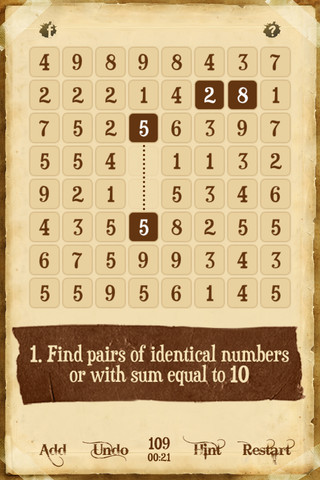 4 9 8 9 8 4 3 7
2 2 2 1 4 2 8 1
7 5 2 5 6 3 9 7
5 5 4 1 1 3 2
9 2 1 5 3 4 6
4 3 5 5 8 2 5 5
6 7 5 9 9 3 4 3
5 5 9 5 6 1 4 5
1. Find pairs of identical numbers
or with sum equal to 10
Add Undo 109 Hint Restart
00:21